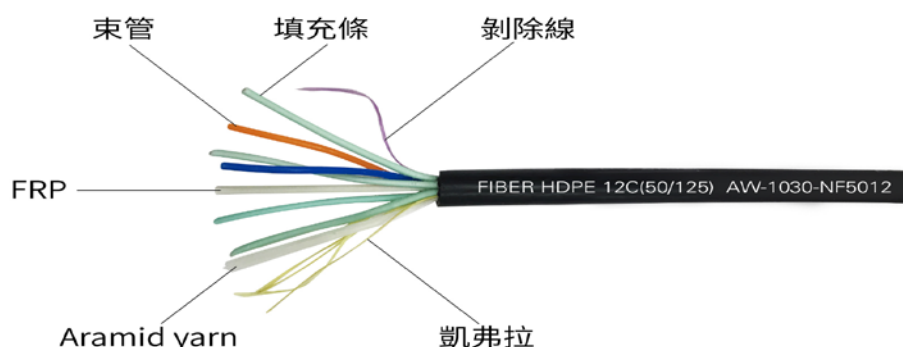 束管
填充條
剝除線
FRP
FIBER HDPE 12C(50/125) AW-1030-NF5012
Aramid yarn
凱弗拉